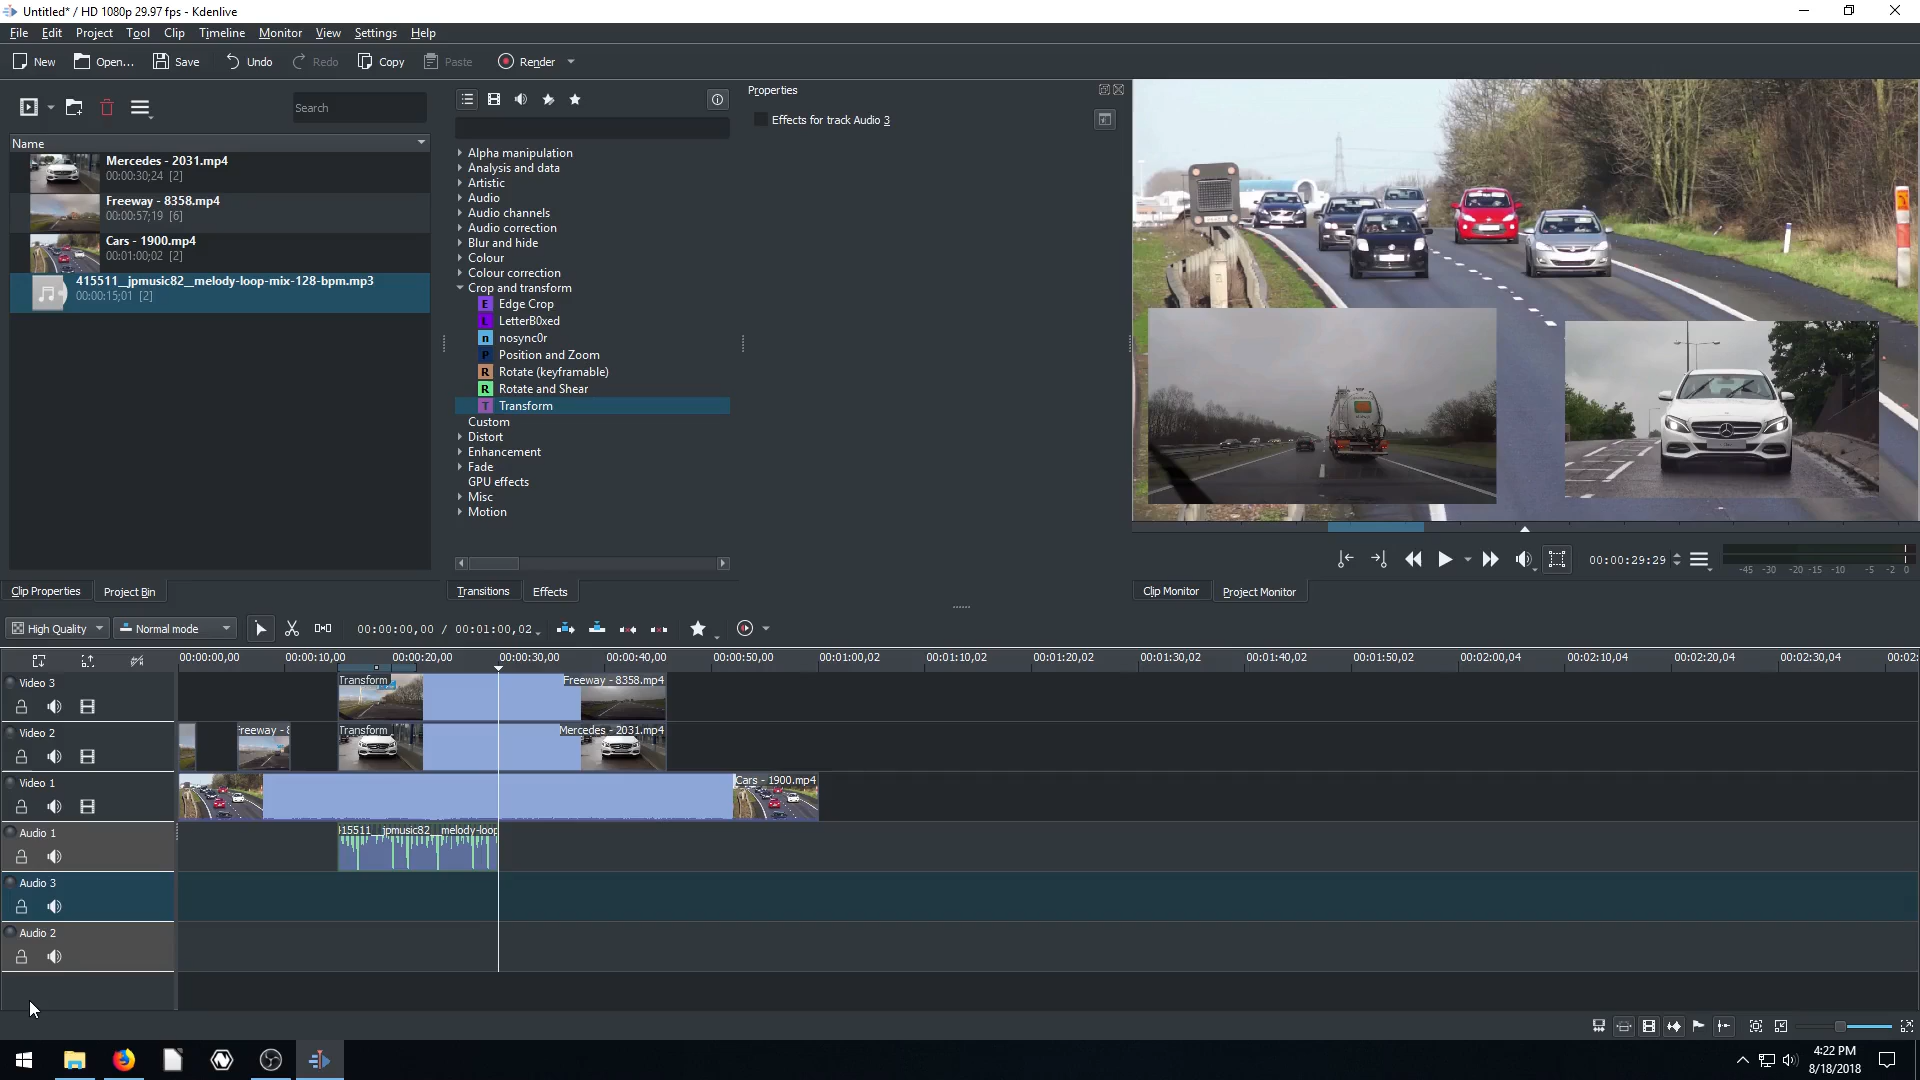 Untitled* / HD 1080p 29.97 fps - Kdenlive
File Edit Project Tool Clip Timeline Monitor View Settings Help
New Open... Save Undo Redo Copy Paste Render
Search
Name
Mercedes - 2031.mp4
00:00:30;24 [2]
Freeway - 8358.mp4
00:00:57;19 [6]
Cars - 1900.mp4
00:01:00;02 [2]
415511__jpmusic82__melody-loop-mix-128-bpm.mp3
00:00:15;01 [2]
Clip Properties Project Bin
Alpha manipulation
Analysis and data
Artistic
Audio
Audio channels
Audio correction
Blur and hide
Colour
Colour correction
Crop and transform
E Edge Crop
L LetterB0xed
n nosync0r
P Position and Zoom
R Rotate (keyframable)
R Rotate and Shear
T Transform
Custom
Distort
Enhancement
Fade
GPU effects
Misc
Motion
Transitions Effects
Properties
Effects for track Audio 3
00:00:29:29
-45 -30 -20 -15 -10 -5 -2 0
Clip Monitor Project Monitor
High Quality Normal mode 00:00:00,00 / 00:01:00,02
00:00:00,00 00:00:10,00 00:00:20,00 00:00:30,00 00:00:40,00 00:00:50,00 00:01:00,02 00:01:10,02 00:01:20,02 00:01:30,02 00:01:40,02 00:01:50,02 00:02:00,04 00:02:10,04 00:02:20,04 00:02:30,04 00:02:
Video 3
Transform Freeway - 8358.mp4
Video 2
Freeway - 8 Transform Mercedes - 2031.mp4
Video 1
Cars - 1900.mp4
Audio 1
415511__jpmusic82__melody-loop
Audio 3
Audio 2
4:22 PM
8/18/2018